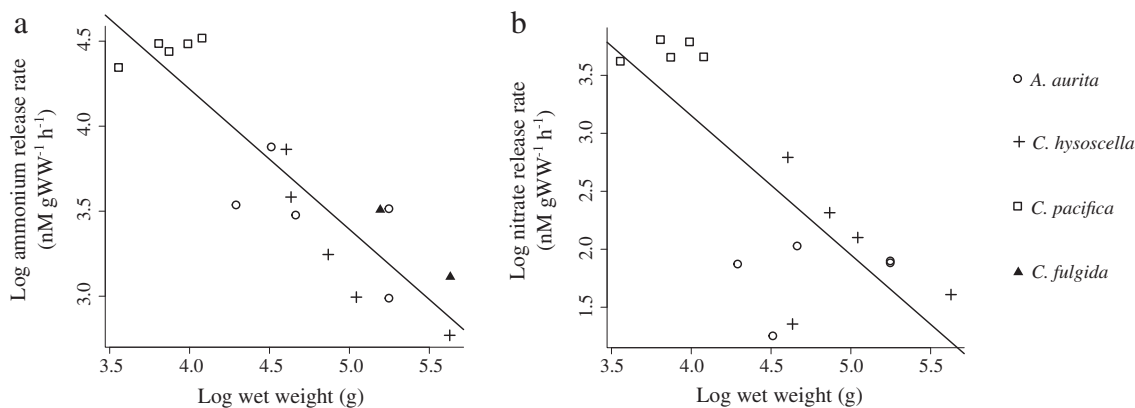 a
Log ammonium release rate
(nM gWW-1 h-1)
4.5
4.0
3.5
3.0
3.5 4.0 4.5 5.0 5.5
Log wet weight (g)
b
Log nitrate release rate
(nM gWW-1 h-1)
3.5
2.5
2.0
1.5
3.5 4.0 4.5 5.0 5.5
Log wet weight (g)
A. aurita
C. hysoscella
C. pacifica
C. fulgida